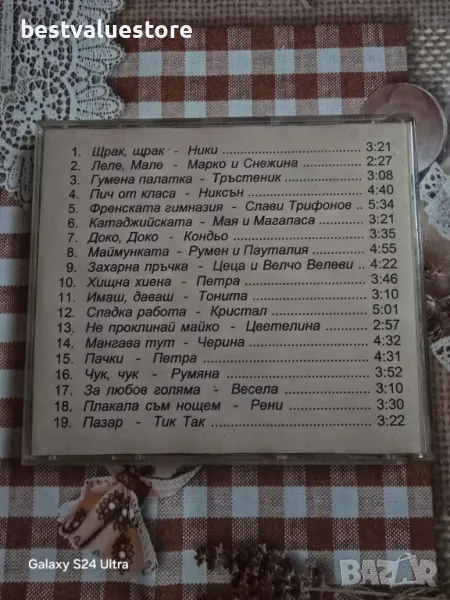 bestvaluestore
1. Щрак, щрак - Ники ..................... 3:21
2. Леле, Мале - Марко и Снежина ..................... 2:27
3. Гумена палатка - Тръстеник ..................... 3:08
4. Пич от класа - Никсън ..................... 4:40
5. Френската гимназия - Слави Трифонов .. 5:34
6. Катаджийската - Мая и Магапаса ..................... 3:21
7. Доко, Доко - Кондьо ..................... 3:35
8. Маймунката - Румен и Пауталия ..................... 4:55
9. Захарна пръчка - Цеца и Велчо Велеви .. 4:22
10. Хищна хиена - Петра ..................... 3:46
11. Имаш, даваш - Тонита ..................... 3:10
12. Сладка работа - Кристал ..................... 5:01
13. Не проклинай майко - Цветелина ..................... 2:57
14. Мангава тут - Черина ..................... 4:32
15. Пачки - Петра ..................... 4:31
16. Чук, чук - Румяна ..................... 3:52
17. За любов голяма - Весела ..................... 3:10
18. Плакала съм нощем - Рени ..................... 3:30
19. Пазар - Тик Так ..................... 3:22
Galaxy S24 Ultra
BAZAR